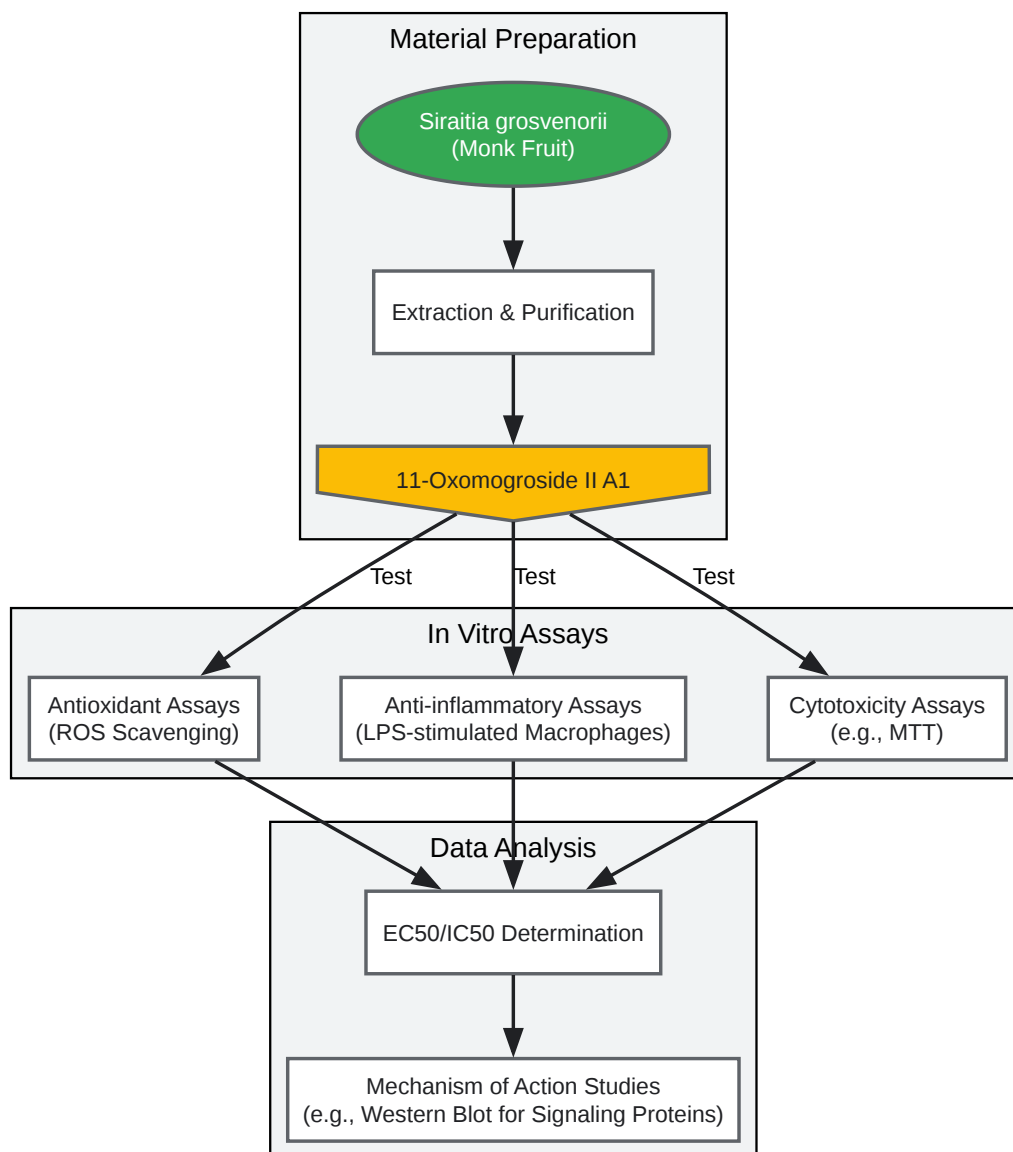 Material Preparation
Siraitia grosvenorii
(Monk Fruit)
Extraction & Purification
11-Oxomogroside II A1
Test
Test
Test
In Vitro Assays
Antioxidant Assays
(ROS Scavenging)
Anti-inflammatory Assays
(LPS-stimulated Macrophages)
Cytotoxicity Assays
(e.g., MTT)
Data Analysis
EC50/IC50 Determination
Mechanism of Action Studies
(e.g., Western Blot for Signaling Proteins)